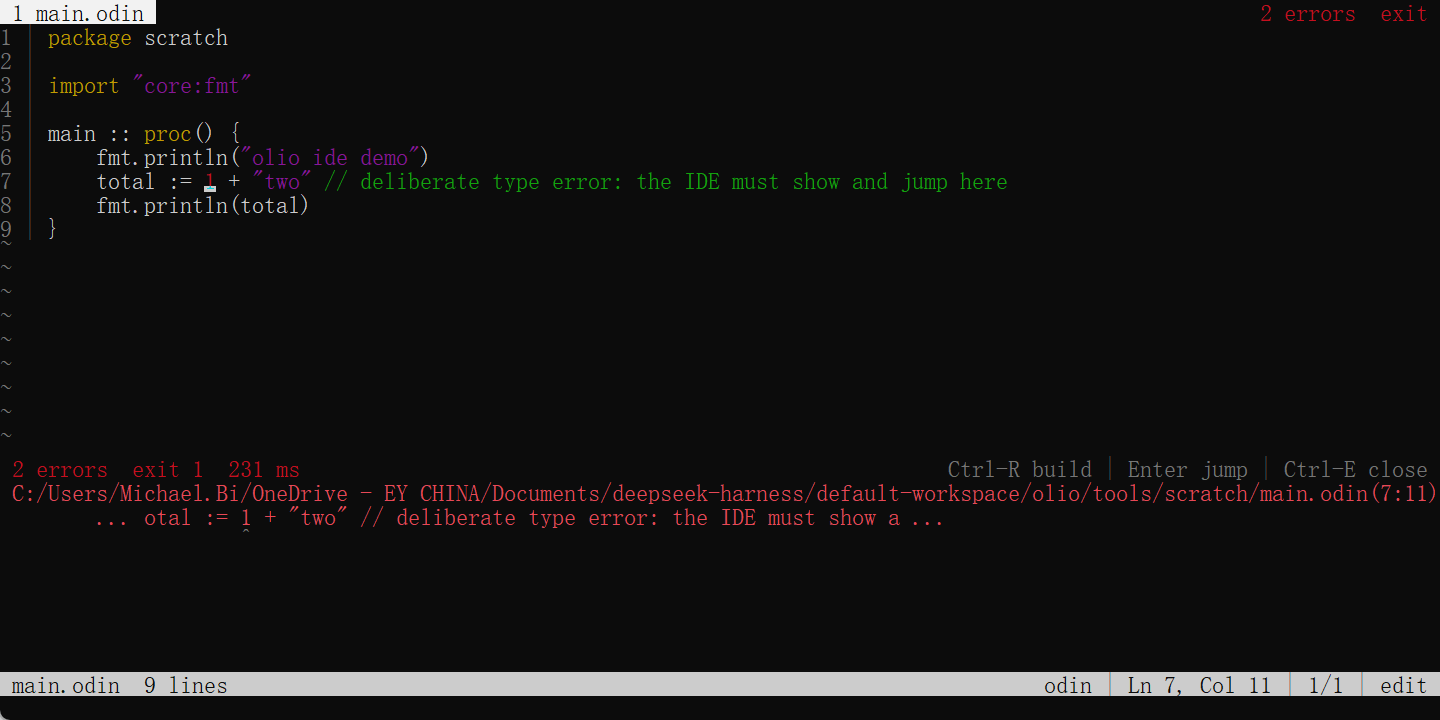 1 main.odin 2 errors exit
1 package scratch
2
3 import "core:fmt"
4
5 main :: proc() {
6 fmt.println("olio ide demo")
7 total := 1 + "two" // deliberate type error: the IDE must show and jump here
8 fmt.println(total)
9 }
~
~
~
~
~
~
~
~
~
2 errors exit 1 231 ms Ctrl-R build │ Enter jump │ Ctrl-E close
C:/Users/Michael.Bi/OneDrive - EY CHINA/Documents/deepseek-harness/default-workspace/olio/tools/scratch/main.odin(7:11)
... otal := 1 + "two" // deliberate type error: the IDE must show a ...
^
main.odin 9 lines odin │ Ln 7, Col 11 │ 1/1 │ edit